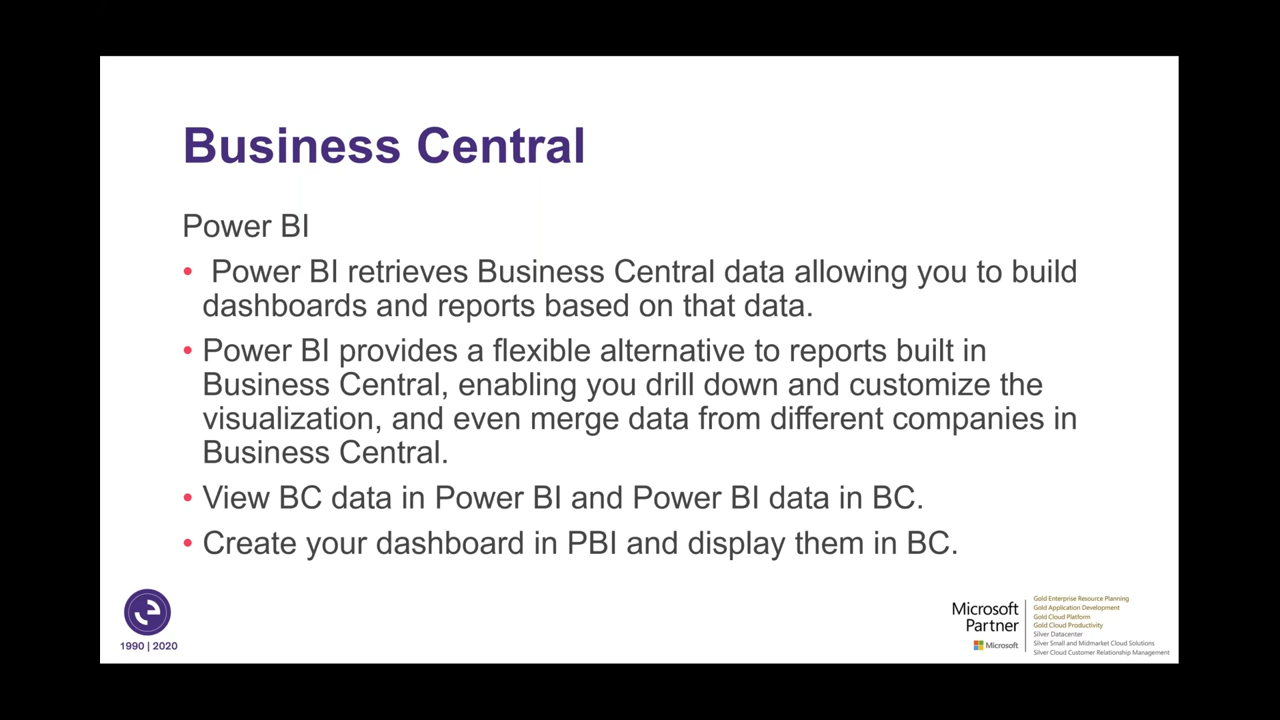 Business Central
Power BI
• Power BI retrieves Business Central data allowing you to build
dashboards and reports based on that data.
• Power BI provides a flexible alternative to reports built in
Business Central, enabling you drill down and customize the
visualization, and even merge data from different companies in
Business Central.
• View BC data in Power BI and Power BI data in BC.
• Create your dashboard in PBI and display them in BC.
1990 | 2020
Microsoft
Partner
Microsoft
Gold Enterprise Resource Planning
Gold Application Development
Gold Cloud Platform
Gold Cloud Productivity
Silver Datacenter
Silver Small and Midmarket Cloud Solutions
Silver Cloud Customer Relationship Management